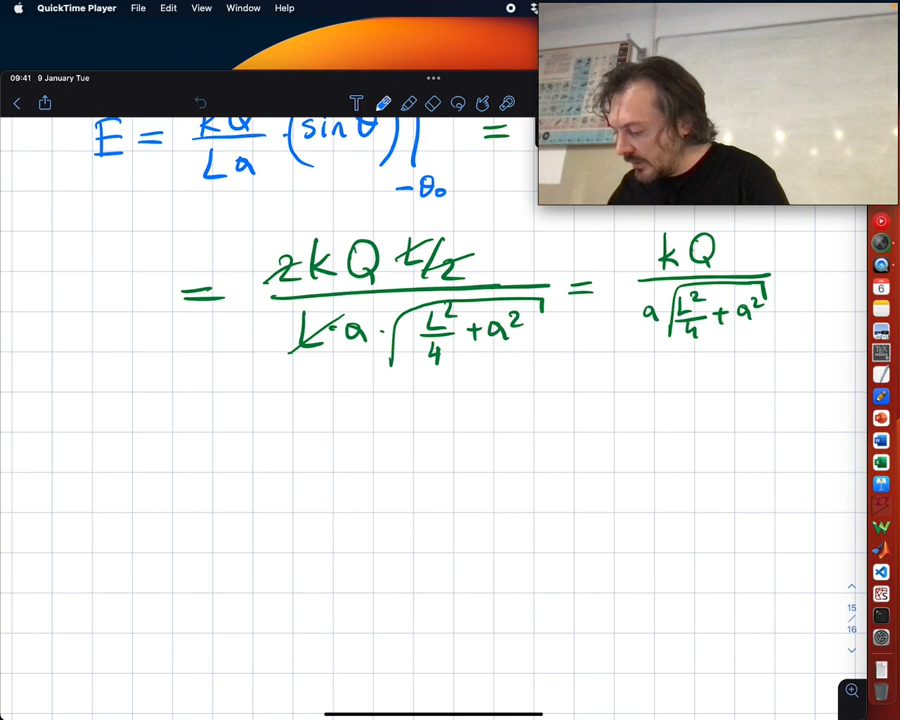 QuickTime Player File Edit View Window Help
09:41 9 January Tue
E = kQ / La · (sin θ) | -θ₀ =
= 2kQ L/2 / L · a · √(L²/4 + a²) = kQ / a√(L²/4 + a²)
15
/
16